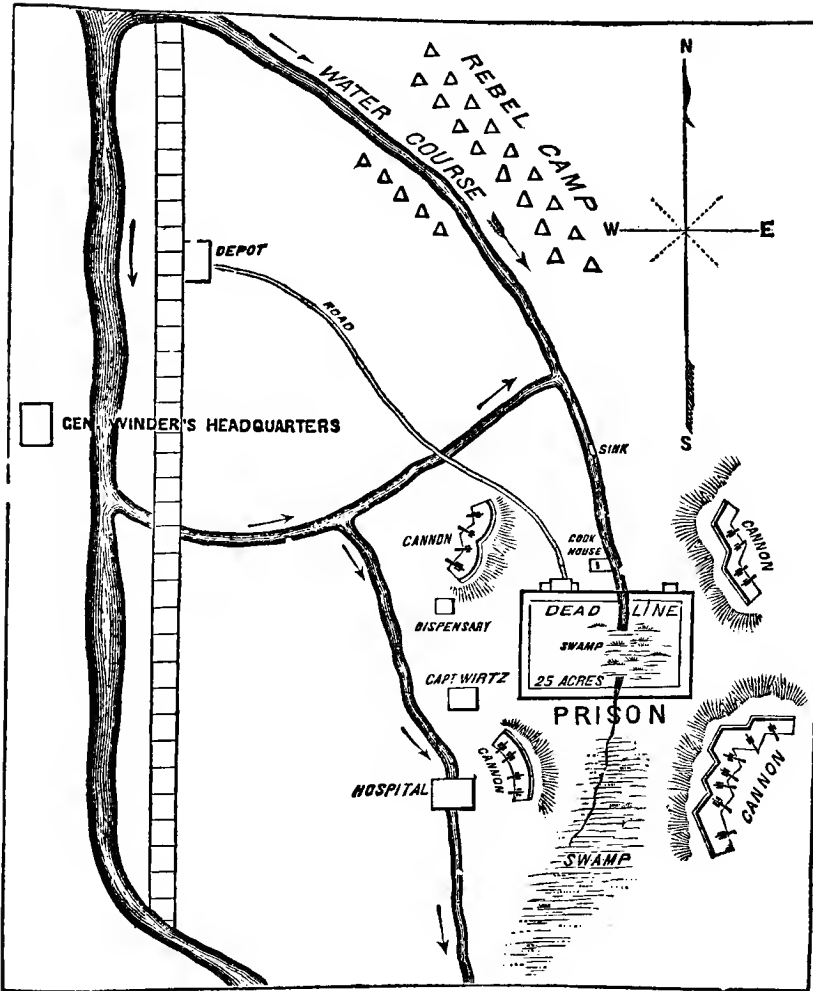 N
REBEL CAMP
WATER COURSE
W
E
DEPOT
ROAD
GEN. WINDER'S HEADQUARTERS
S
SINK
CANNON
COOK HOUSE
CANNON
DEAD LINE
DISPENSARY
SWAMP
CAPT WIRTZ
25 ACRES
PRISON
CANNON
HOSPITAL
CANNON
SWAMP